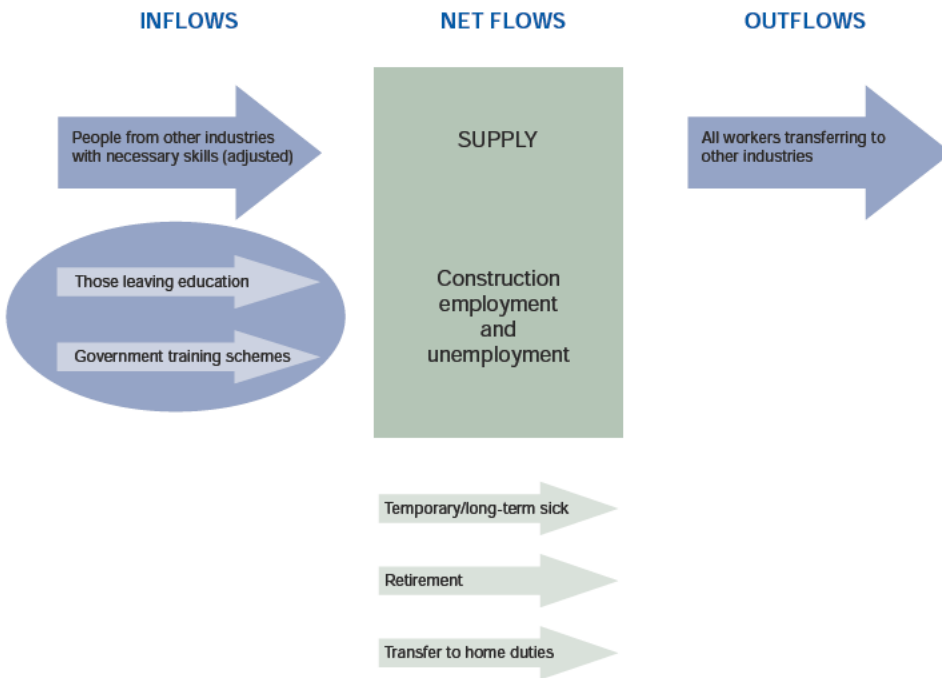 INFLOWS
NET FLOWS
OUTFLOWS
People from other industries
with necessary skills (adjusted)
SUPPLY
All workers transferring to
other industries
Those leaving education
Government training schemes
Construction
employment
and
unemployment
Temporary/long-term sick
Retirement
Transfer to home duties